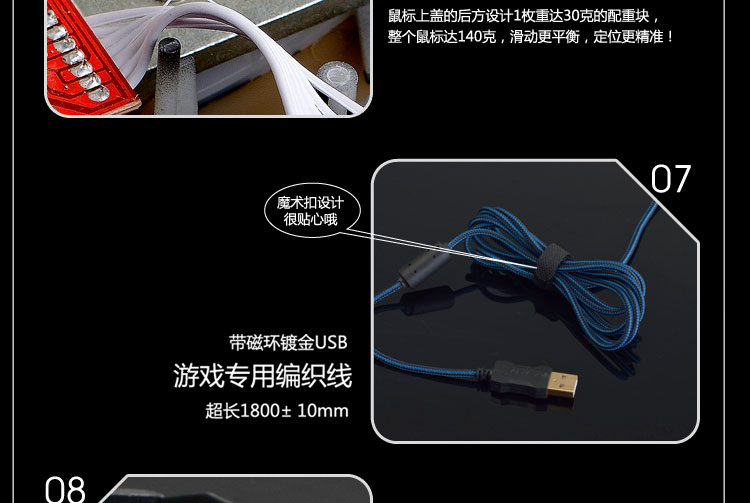 鼠标上盖的后方设计1枚重达30克的配重块，
整个鼠标达140克，滑动更平衡，定位更精准！
07
魔术扣设计
很贴心哦
带磁环镀金USB
游戏专用编织线
超长1800± 10mm
08